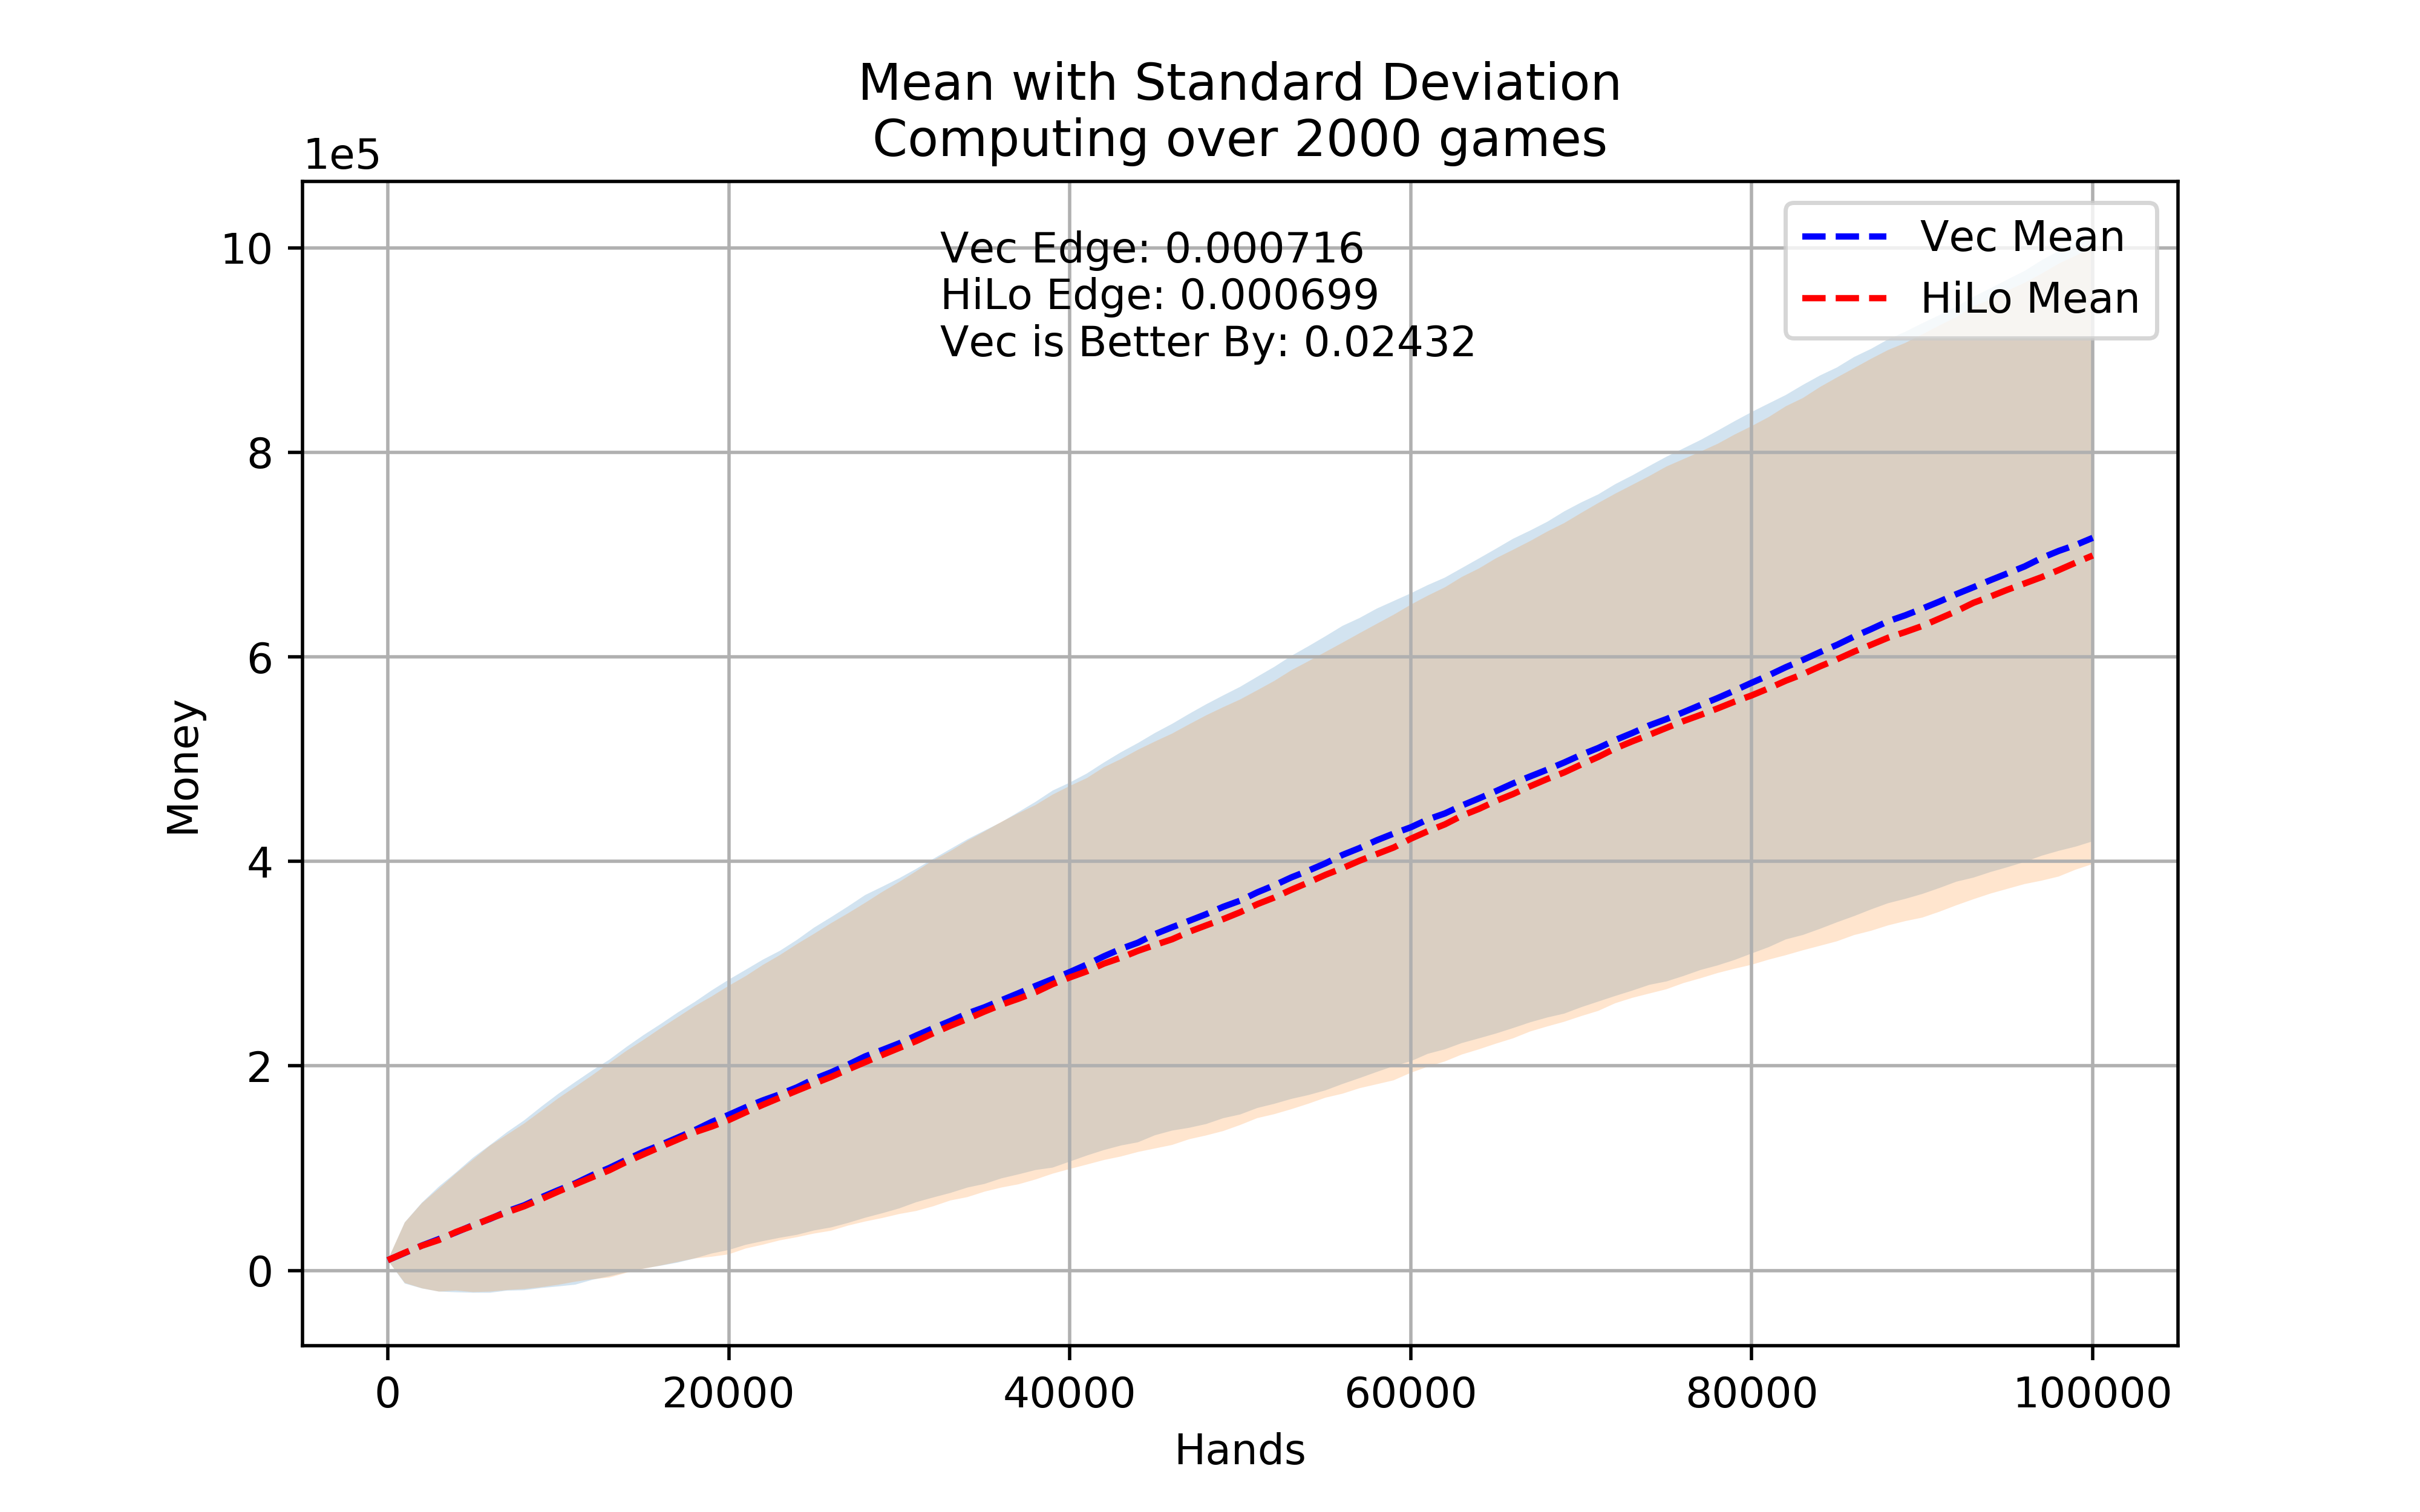 Mean with Standard Deviation
Computing over 2000 games
1e5
10
8
6
4
2
0
Money
Vec Edge: 0.000716
HiLo Edge: 0.000699
Vec is Better By: 0.02432
Vec Mean
HiLo Mean
0 20000 40000 60000 80000 100000
Hands